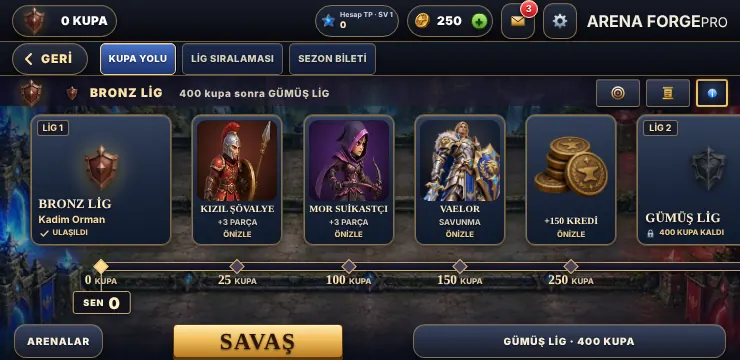 0 KUPA
Hesap TP · SV 1
0
250
3
ARENA FORGEPRO
GERİ
KUPA YOLU
LİG SIRALAMASI
SEZON BİLETİ
BRONZ LİG
400 kupa sonra GÜMÜŞ LİG
LİG 1
BRONZ LİG
Kadim Orman
ULAŞILDI
KIZIL ŞÖVALYE
+3 PARÇA
ÖNİZLE
MOR SUİKASTÇI
+3 PARÇA
ÖNİZLE
VAELOR
SAVUNMA
ÖNİZLE
+150 KREDİ
ÖNİZLE
LİG 2
GÜMÜŞ LİG
400 KUPA KALDI
0 KUPA
25 KUPA
100 KUPA
150 KUPA
250 KUPA
SEN 0
ARENALAR
SAVAŞ
GÜMÜŞ LİG · 400 KUPA